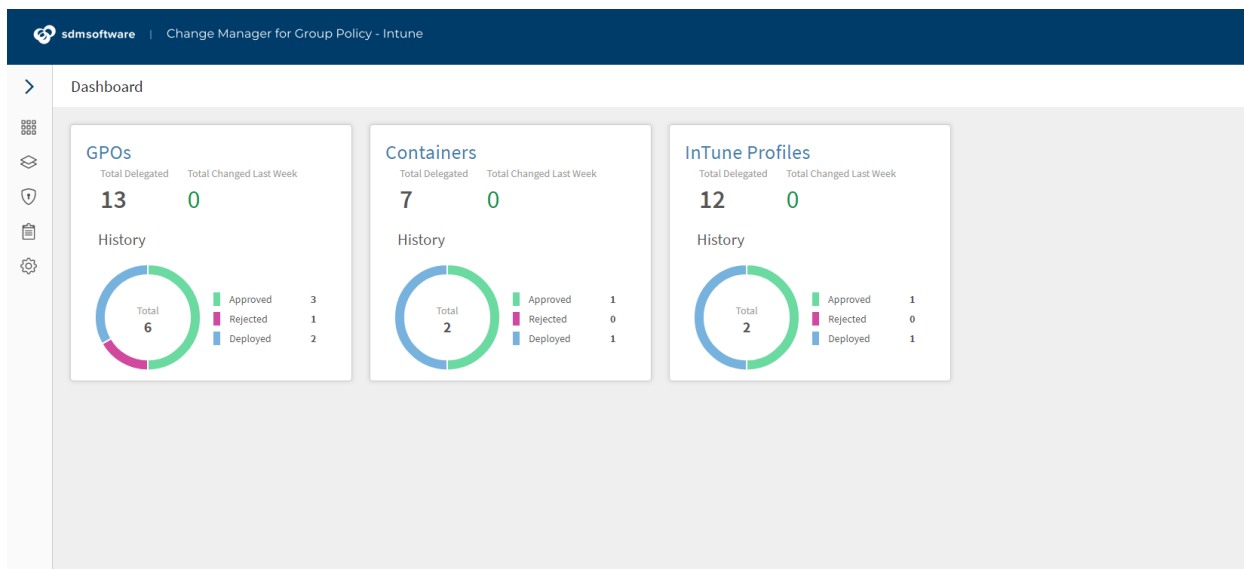 sdmsoftware | Change Manager for Group Policy - Intune
Dashboard
GPOs
Total Delegated Total Changed Last Week
13 0
History
Total
6
Approved 3
Rejected 1
Deployed 2
Containers
Total Delegated Total Changed Last Week
7 0
History
Total
2
Approved 1
Rejected 0
Deployed 1
InTune Profiles
Total Delegated Total Changed Last Week
12 0
History
Total
2
Approved 1
Rejected 0
Deployed 1